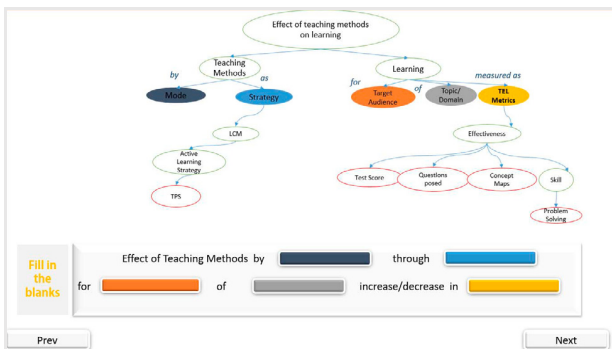 Effect of teaching methods
on learning
Teaching
Methods
Learning
by
as
for
of
measured as
Mode
Strategy
Target
Audience
Topic/
Domain
TEL
Metrics
LCM
Effectiveness
Active
Learning
Strategy
TPS
Test Score
Questions
posed
Concept
Maps
Skill
Problem
Solving
Fill in
the
blanks
Effect of Teaching Methods by through
for of increase/decrease in
Prev
Next